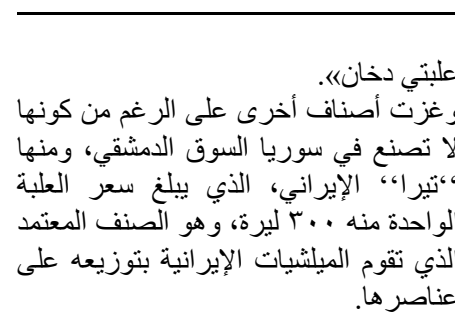 علبتي دخان».
وغزت أصناف أخرى على الرغم من كونها
لا تصنع في سوريا السوق الدمشقي، ومنها
“تيرا” الإيراني، الذي يبلغ سعر العلبة
الواحدة منه ٣٠٠ ليرة، وهو الصنف المعتمد
الذي تقوم الميلشيات الإيرانية بتوزيعه على
عناصرها.